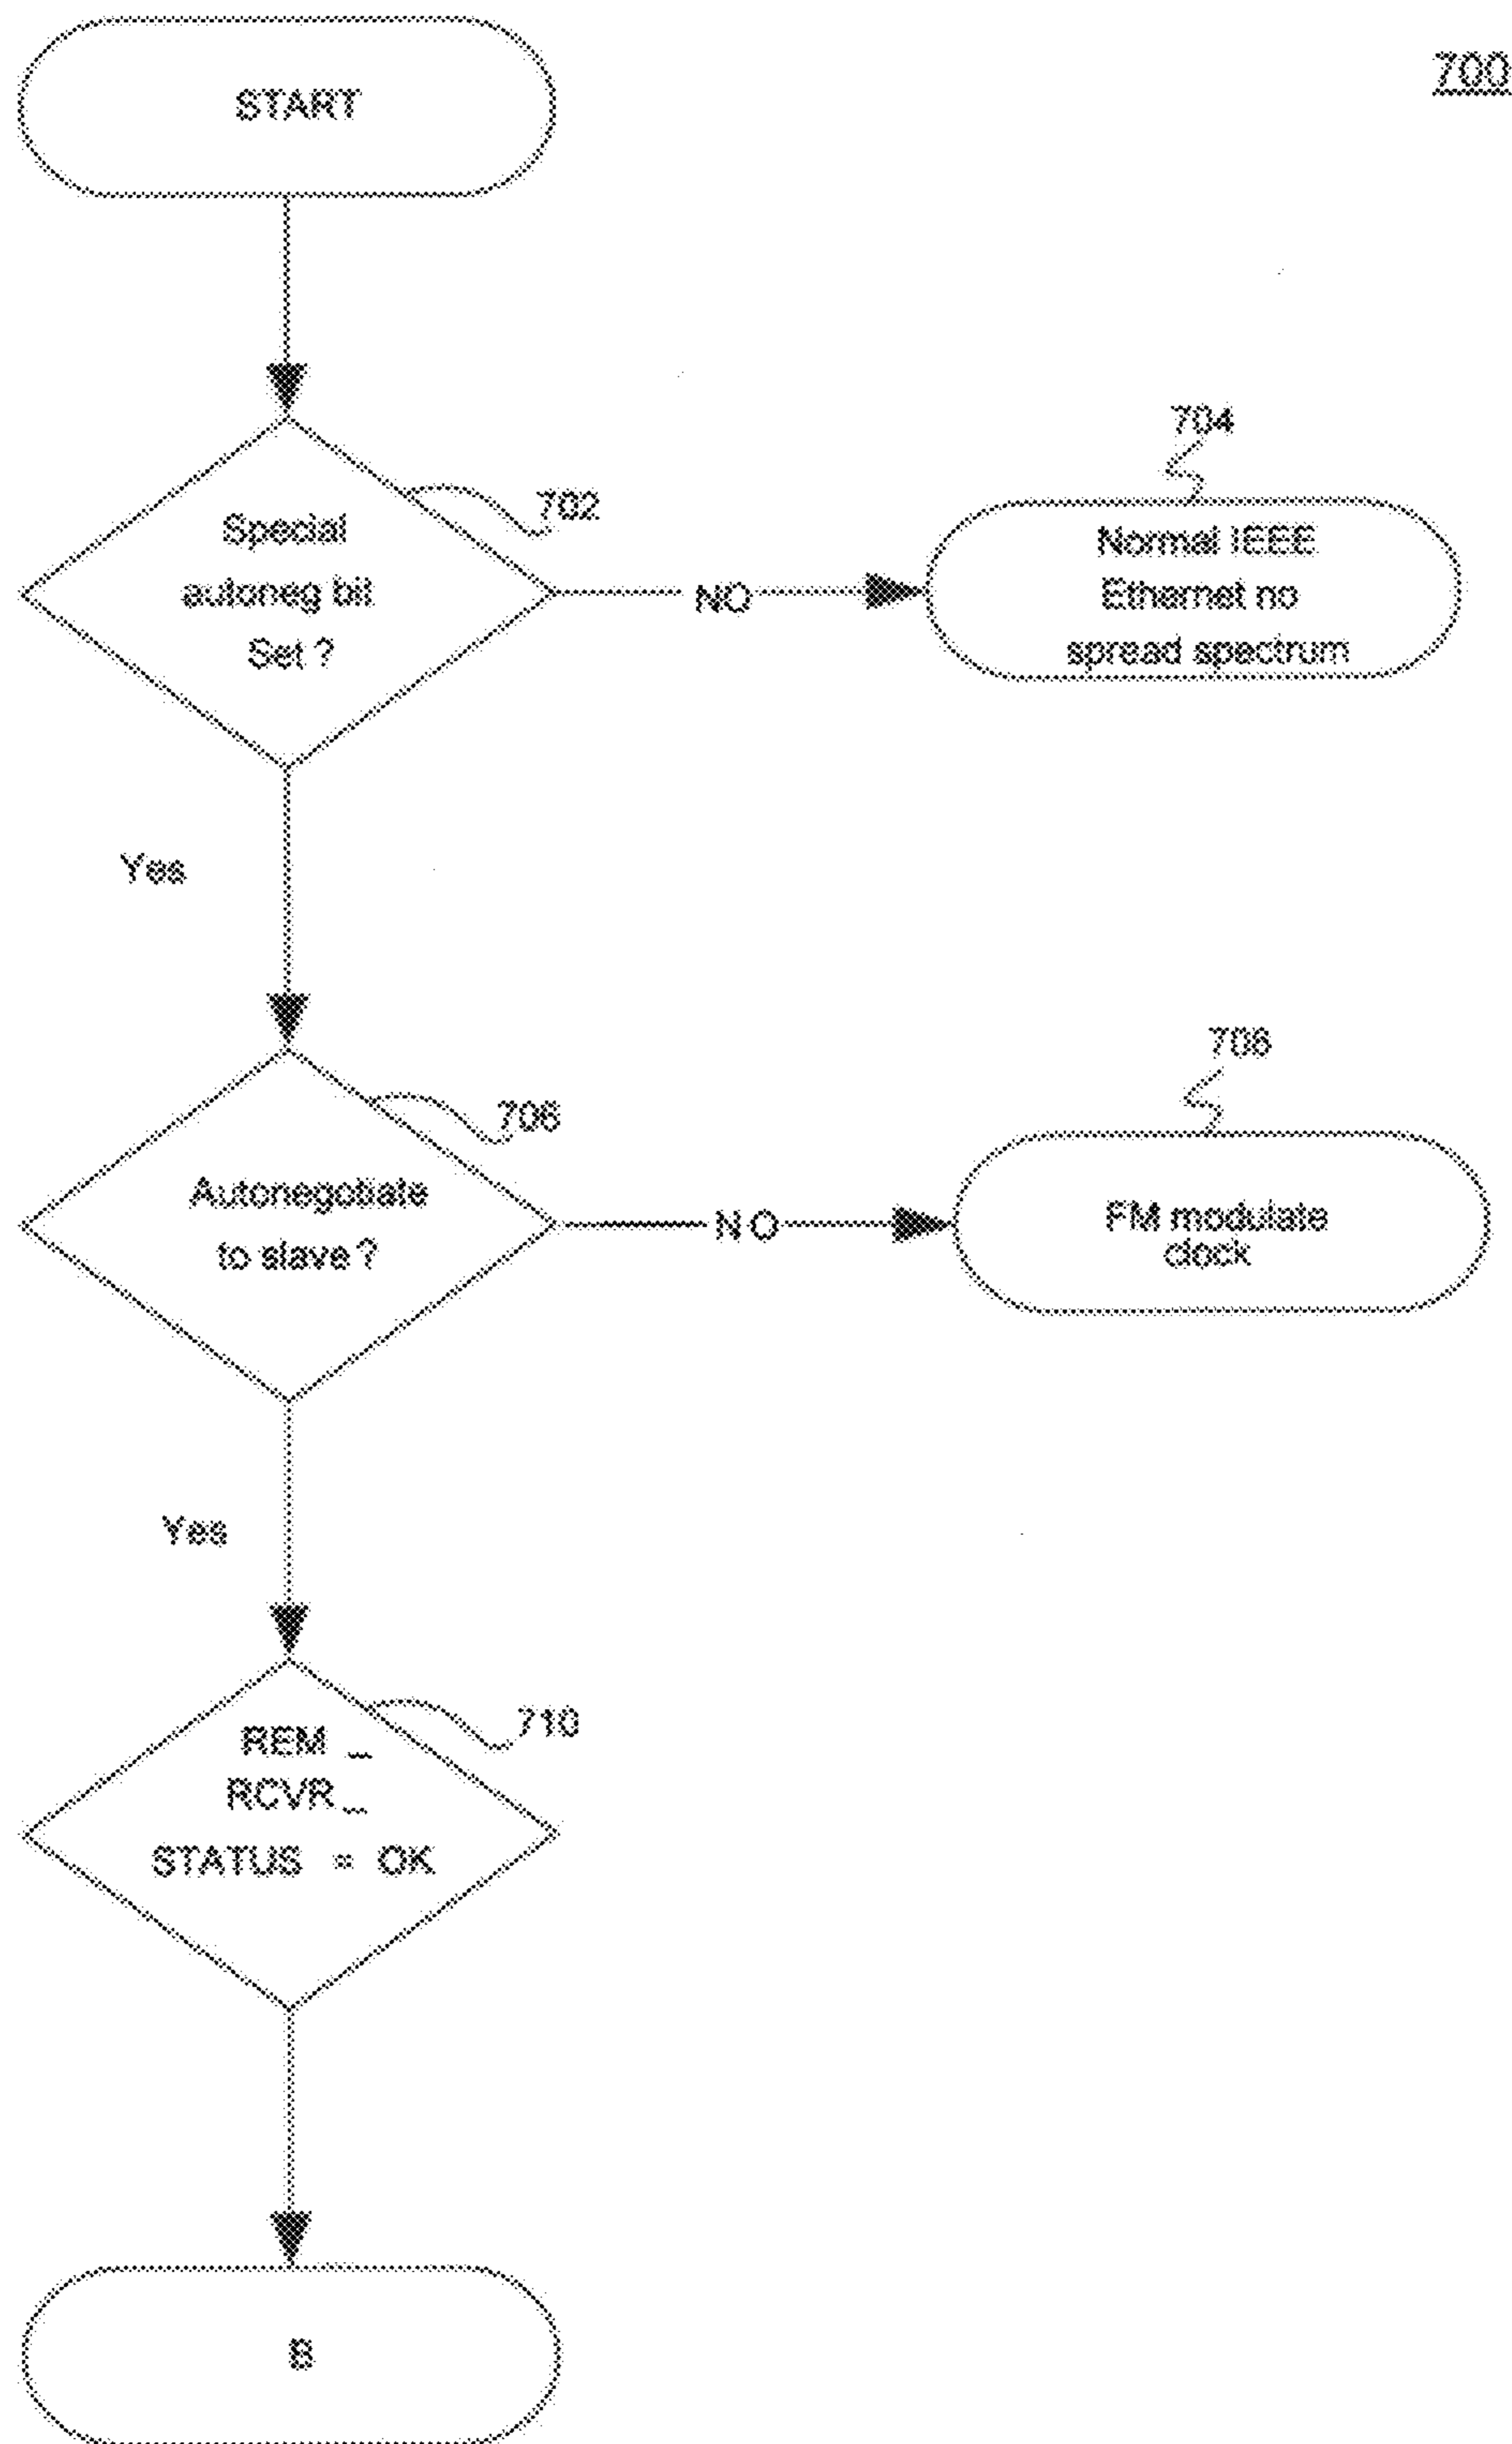 700
START
702
Special
autoneg bit
Set ?
NO
704
Normal IEEE
Ethernet no
spread spectrum
Yes
706
Autonegotiate
to slave ?
NO
708
FM modulate
clock
Yes
710
REM _
RCVR _
STATUS = OK
B